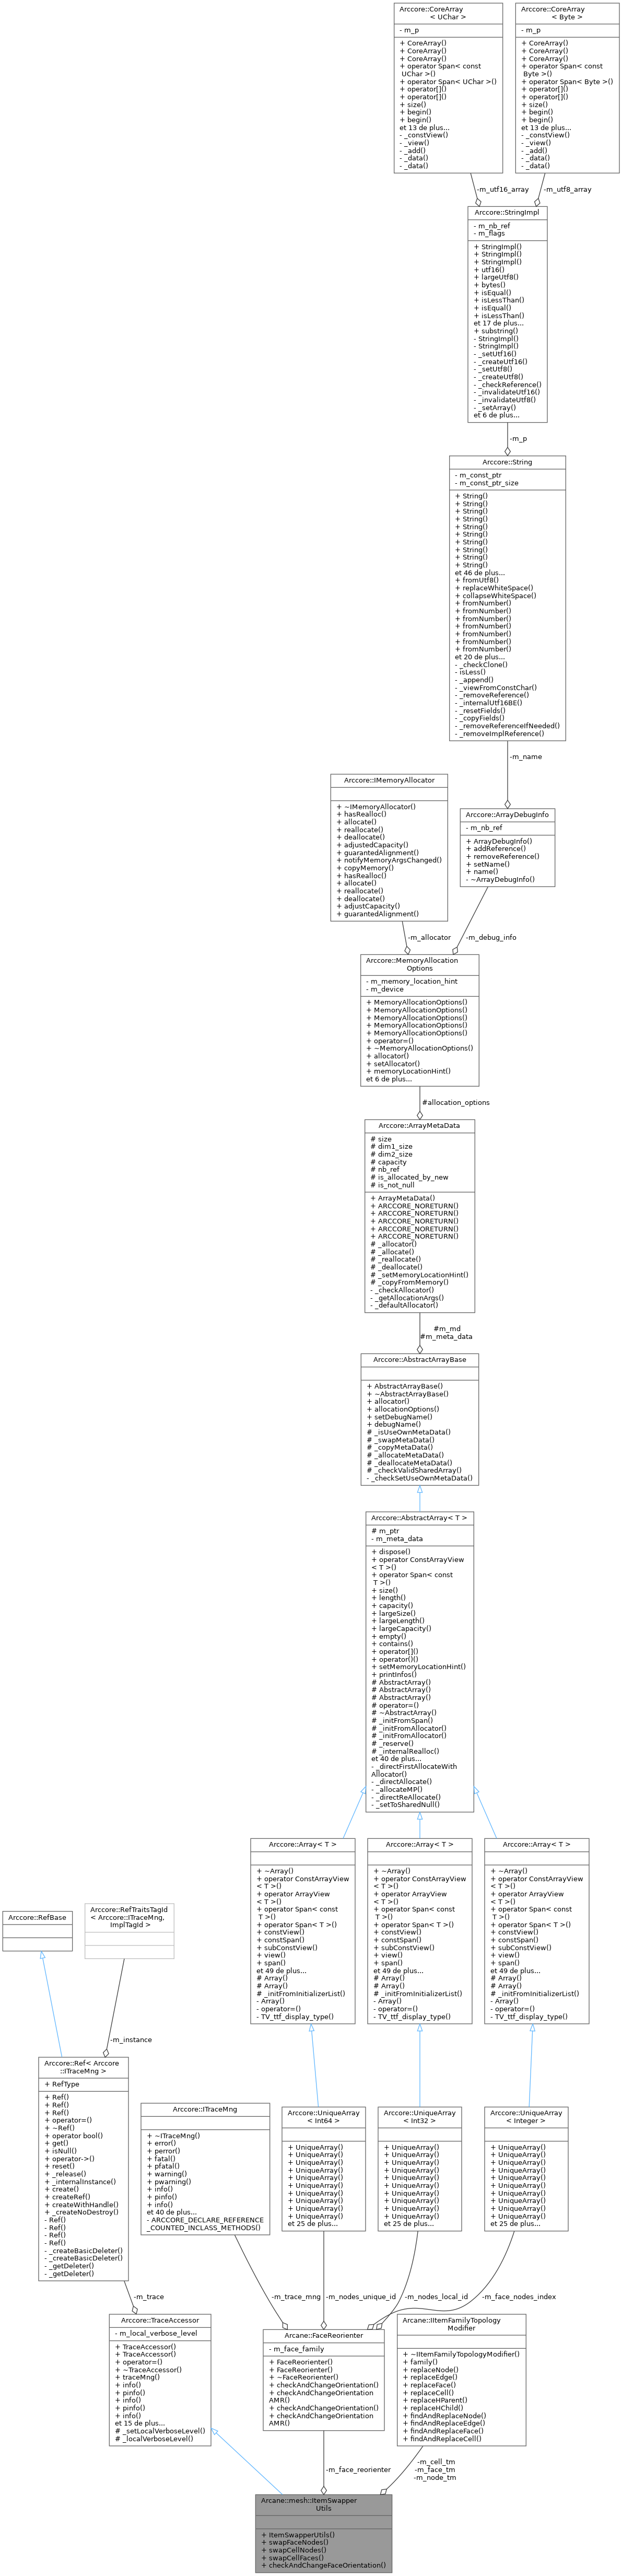 Arccore::CoreArray
< UChar >
- m_p
+ CoreArray()
+ CoreArray()
+ CoreArray()
+ operator Span< const
UChar >()
+ operator Span< UChar >()
+ operator[]()
+ operator[]()
+ size()
+ begin()
+ begin()
et 13 de plus...
- _constView()
- _view()
- _add()
- _data()
- _data()
Arccore::CoreArray
< Byte >
- m_p
+ CoreArray()
+ CoreArray()
+ CoreArray()
+ operator Span< const
Byte >()
+ operator Span< Byte >()
+ operator[]()
+ operator[]()
+ size()
+ begin()
+ begin()
et 13 de plus...
- _constView()
- _view()
- _add()
- _data()
- _data()
-m_utf16_array
-m_utf8_array
Arccore::StringImpl
- m_nb_ref
- m_flags
+ StringImpl()
+ StringImpl()
+ StringImpl()
+ utf16()
+ largeUtf8()
+ bytes()
+ isEqual()
+ isLessThan()
+ isEqual()
+ isLessThan()
et 17 de plus...
+ substring()
- StringImpl()
- StringImpl()
- _setUtf16()
- _createUtf16()
- _setUtf8()
- _createUtf8()
- _checkReference()
- _invalidateUtf16()
- _invalidateUtf8()
- _setArray()
et 6 de plus...
-m_p
Arccore::String
- m_const_ptr
- m_const_ptr_size
+ String()
+ String()
+ String()
+ String()
+ String()
+ String()
+ String()
+ String()
+ String()
+ String()
et 46 de plus...
+ fromUtf8()
+ replaceWhiteSpace()
+ collapseWhiteSpace()
+ fromNumber()
+ fromNumber()
+ fromNumber()
+ fromNumber()
+ fromNumber()
+ fromNumber()
+ fromNumber()
et 20 de plus...
- _checkClone()
- isLess()
- _append()
- _viewFromConstChar()
- _removeReference()
- _internalUtf16BE()
- _resetFields()
- _copyFields()
- _removeReferenceIfNeeded()
- _removeImplReference()
-m_name
Arccore::IMemoryAllocator
+ ~IMemoryAllocator()
+ hasRealloc()
+ allocate()
+ reallocate()
+ deallocate()
+ adjustedCapacity()
+ guarantedAlignment()
+ notifyMemoryArgsChanged()
+ copyMemory()
+ hasRealloc()
+ allocate()
+ reallocate()
+ deallocate()
+ adjustCapacity()
+ guarantedAlignment()
Arccore::ArrayDebugInfo
- m_nb_ref
+ ArrayDebugInfo()
+ addReference()
+ removeReference()
+ setName()
+ name()
- ~ArrayDebugInfo()
-m_allocator
-m_debug_info
Arccore::MemoryAllocation
Options
- m_memory_location_hint
- m_device
+ MemoryAllocationOptions()
+ MemoryAllocationOptions()
+ MemoryAllocationOptions()
+ MemoryAllocationOptions()
+ MemoryAllocationOptions()
+ operator=()
+ ~MemoryAllocationOptions()
+ allocator()
+ setAllocator()
+ memoryLocationHint()
et 6 de plus...
#allocation_options
Arccore::ArrayMetaData
# size
# dim1_size
# dim2_size
# capacity
# nb_ref
# is_allocated_by_new
# is_not_null
+ ArrayMetaData()
+ ARCCORE_NORETURN()
+ ARCCORE_NORETURN()
+ ARCCORE_NORETURN()
+ ARCCORE_NORETURN()
+ ARCCORE_NORETURN()
# _allocator()
# _allocate()
# _reallocate()
# _deallocate()
# _setMemoryLocationHint()
# _copyFromMemory()
- _checkAllocator()
- _getAllocationArgs()
- _defaultAllocator()
#m_md
#m_meta_data
Arccore::AbstractArrayBase
+ AbstractArrayBase()
+ ~AbstractArrayBase()
+ allocator()
+ allocationOptions()
+ setDebugName()
+ debugName()
# _isUseOwnMetaData()
# _swapMetaData()
# _copyMetaData()
# _allocateMetaData()
# _deallocateMetaData()
# _checkValidSharedArray()
- _checkSetUseOwnMetaData()
Arccore::AbstractArray< T >
# m_ptr
- m_meta_data
+ dispose()
+ operator ConstArrayView
< T >()
+ operator Span< const
T >()
+ size()
+ length()
+ capacity()
+ largeSize()
+ largeLength()
+ largeCapacity()
+ empty()
+ contains()
+ operator[]()
+ operator()()
+ setMemoryLocationHint()
+ printInfos()
# AbstractArray()
# AbstractArray()
# AbstractArray()
# operator=()
# ~AbstractArray()
# _initFromSpan()
# _initFromAllocator()
# _initFromAllocator()
# _reserve()
# _internalRealloc()
et 40 de plus...
- _directFirstAllocateWith
Allocator()
- _directAllocate()
- _allocateMP()
- _directReAllocate()
- _setToSharedNull()
Arccore::Array< T >
+ ~Array()
+ operator ConstArrayView
< T >()
+ operator ArrayView
< T >()
+ operator Span< const
T >()
+ operator Span< T >()
+ constView()
+ constSpan()
+ subConstView()
+ view()
+ span()
et 49 de plus...
# Array()
# Array()
# _initFromInitializerList()
- Array()
- operator=()
- TV_ttf_display_type()
Arccore::Array< T >
+ ~Array()
+ operator ConstArrayView
< T >()
+ operator ArrayView
< T >()
+ operator Span< const
T >()
+ operator Span< T >()
+ constView()
+ constSpan()
+ subConstView()
+ view()
+ span()
et 49 de plus...
# Array()
# Array()
# _initFromInitializerList()
- Array()
- operator=()
- TV_ttf_display_type()
Arccore::Array< T >
+ ~Array()
+ operator ConstArrayView
< T >()
+ operator ArrayView
< T >()
+ operator Span< const
T >()
+ operator Span< T >()
+ constView()
+ constSpan()
+ subConstView()
+ view()
+ span()
et 49 de plus...
# Array()
# Array()
# _initFromInitializerList()
- Array()
- operator=()
- TV_ttf_display_type()
Arccore::RefBase
Arccore::RefTraitsTagId
< Arccore::ITraceMng,
ImplTagId >
-m_instance
Arccore::Ref< Arccore
::ITraceMng >
+ RefType
+ Ref()
+ Ref()
+ Ref()
+ operator=()
+ ~Ref()
+ operator bool()
+ get()
+ isNull()
+ operator->()
+ reset()
+ _release()
+ _internalInstance()
+ create()
+ createRef()
+ createWithHandle()
+ _createNoDestroy()
- Ref()
- Ref()
- Ref()
- Ref()
- _createBasicDeleter()
- _createBasicDeleter()
- _getDeleter()
- _getDeleter()
Arccore::ITraceMng
+ ~ITraceMng()
+ error()
+ perror()
+ fatal()
+ pfatal()
+ warning()
+ pwarning()
+ info()
+ pinfo()
+ info()
et 40 de plus...
- ARCCORE_DECLARE_REFERENCE
_COUNTED_INCLASS_METHODS()
Arccore::UniqueArray
< Int64 >
+ UniqueArray()
+ UniqueArray()
+ UniqueArray()
+ UniqueArray()
+ UniqueArray()
+ UniqueArray()
+ UniqueArray()
+ UniqueArray()
+ UniqueArray()
+ UniqueArray()
et 25 de plus...
Arccore::UniqueArray
< Int32 >
+ UniqueArray()
+ UniqueArray()
+ UniqueArray()
+ UniqueArray()
+ UniqueArray()
+ UniqueArray()
+ UniqueArray()
+ UniqueArray()
+ UniqueArray()
+ UniqueArray()
et 25 de plus...
Arccore::UniqueArray
< Integer >
+ UniqueArray()
+ UniqueArray()
+ UniqueArray()
+ UniqueArray()
+ UniqueArray()
+ UniqueArray()
+ UniqueArray()
+ UniqueArray()
+ UniqueArray()
+ UniqueArray()
et 25 de plus...
-m_trace
-m_trace_mng
-m_nodes_unique_id
-m_nodes_local_id
-m_face_nodes_index
Arccore::TraceAccessor
- m_local_verbose_level
+ TraceAccessor()
+ TraceAccessor()
+ operator=()
+ ~TraceAccessor()
+ traceMng()
+ info()
+ pinfo()
+ info()
+ pinfo()
+ info()
et 15 de plus...
# _setLocalVerboseLevel()
# _localVerboseLevel()
Arcane::FaceReorienter
- m_face_family
+ FaceReorienter()
+ FaceReorienter()
+ ~FaceReorienter()
+ checkAndChangeOrientation()
+ checkAndChangeOrientation
AMR()
+ checkAndChangeOrientation()
+ checkAndChangeOrientation
AMR()
Arcane::IItemFamilyTopology
Modifier
+ ~IItemFamilyTopologyModifier()
+ family()
+ replaceNode()
+ replaceEdge()
+ replaceFace()
+ replaceCell()
+ replaceHParent()
+ replaceHChild()
+ findAndReplaceNode()
+ findAndReplaceEdge()
+ findAndReplaceFace()
+ findAndReplaceCell()
-m_face_reorienter
-m_cell_tm
-m_face_tm
-m_node_tm
Arcane::mesh::ItemSwapper
Utils
+ ItemSwapperUtils()
+ swapFaceNodes()
+ swapCellNodes()
+ swapCellFaces()
+ checkAndChangeFaceOrientation()